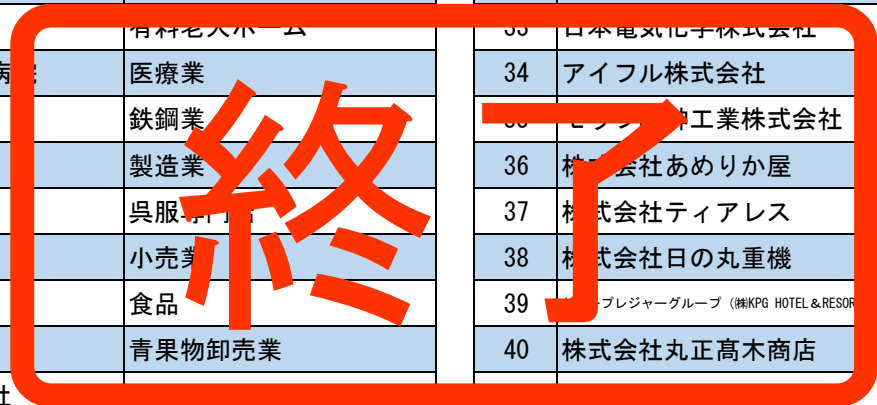 有料老人ホーム
33 日本電気化学株式会社
医療業
34 アイフル株式会社
鉄鋼業
工業株式会社
製造業
36 株式会社あめりか屋
37 株式会社ティアレス
小売業
38 株式会社日の丸重機
食品
39 プレジャーグループ（㈱KPG HOTEL＆RESOR
青果物卸売業
40 株式会社丸正髙木商店
社
終了